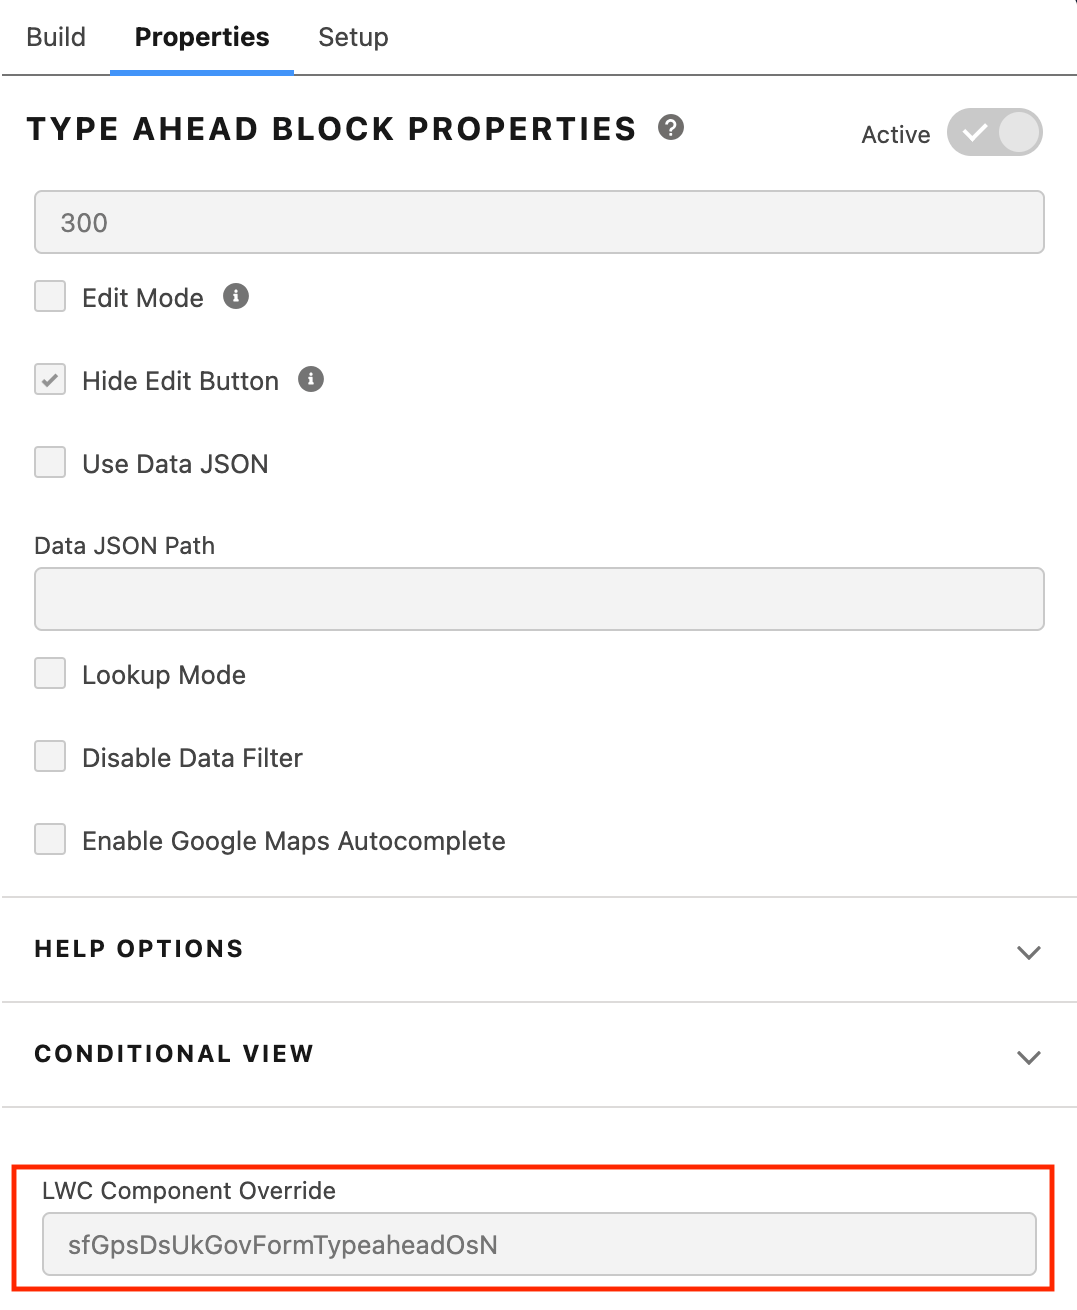 Build Properties Setup
TYPE AHEAD BLOCK PROPERTIES ?
Active
300
Edit Mode
Hide Edit Button
Use Data JSON
Data JSON Path
Lookup Mode
Disable Data Filter
Enable Google Maps Autocomplete
HELP OPTIONS
CONDITIONAL VIEW
LWC Component Override
sfGpsDsUkGovFormTypeaheadOsN